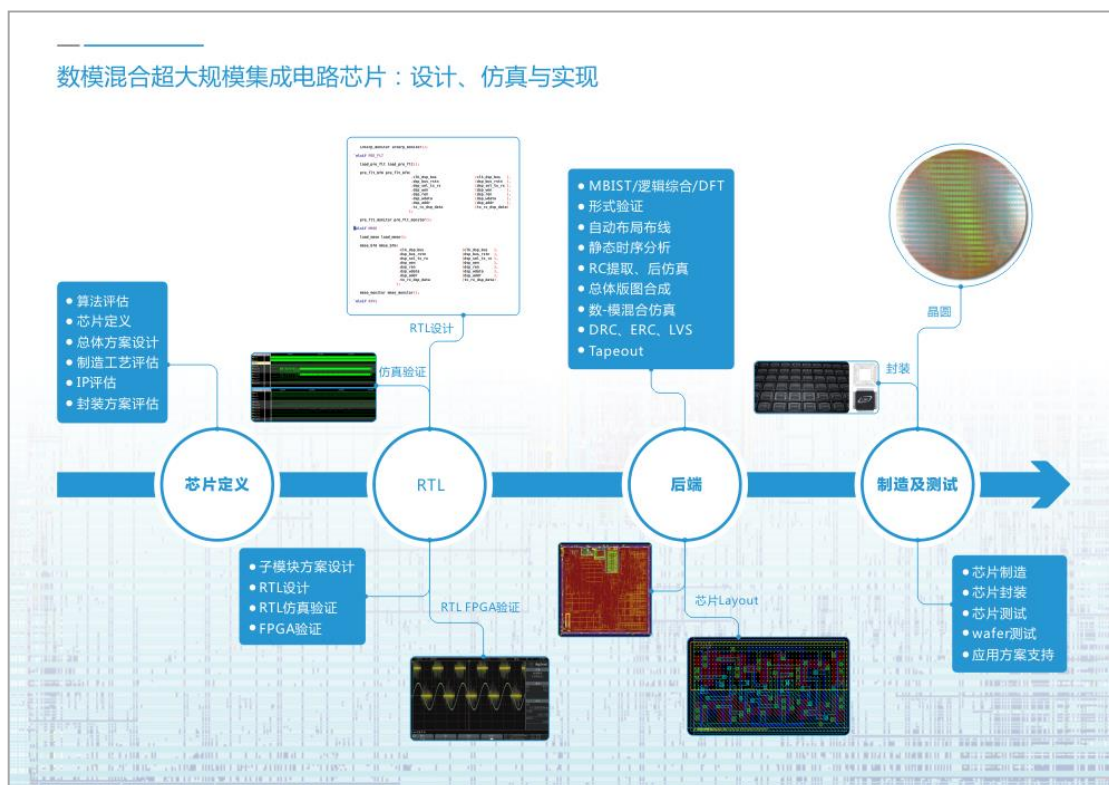 数模混合超大规模集成电路芯片：设计、仿真与实现
算法评估
芯片定义
总体方案设计
制造工艺评估
IP评估
封装方案评估
RTL设计
仿真验证
MBIST/逻辑综合/DFT
形式验证
自动布局布线
静态时序分析
RC提取、后仿真
总体版图合成
数-模混合仿真
DRC、ERC、LVS
Tapeout
晶圆
封装
芯片定义
RTL
后端
制造及测试
子模块方案设计
RTL设计
RTL仿真验证
FPGA验证
RTL FPGA验证
芯片Layout
芯片制造
芯片封装
芯片测试
wafer测试
应用方案支持